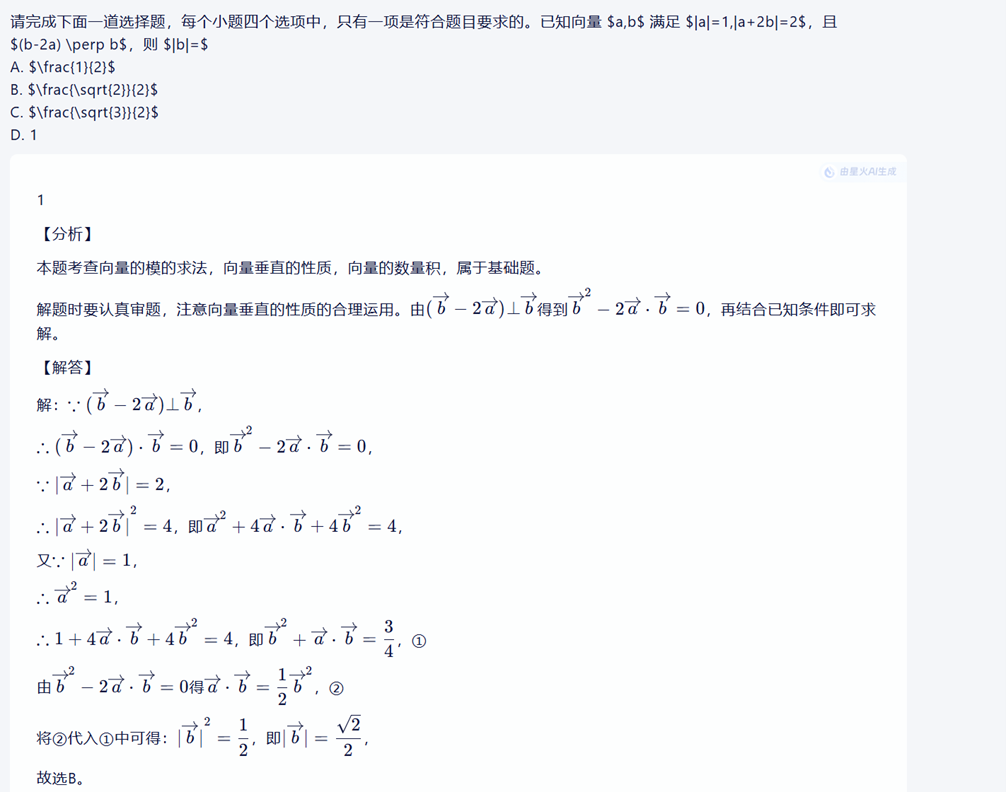 请完成下面一道选择题，每个小题四个选项中，只有一项是符合题目要求的。已知向量 $a,b$ 满足 $|a|=1,|a+2b|=2$，且
$(b-2a) \perp b$，则 $|b|=$
A. $\frac{1}{2}$
B. $\frac{\sqrt{2}}{2}$
C. $\frac{\sqrt{3}}{2}$
D. 1
由星火AI生成
1
【分析】
本题考查向量的模的求法，向量垂直的性质，向量的数量积，属于基础题。
解题时要认真审题，注意向量垂直的性质的合理运用。由$(\overrightarrow{b}-2\overrightarrow{a})\perp\overrightarrow{b}$得到$\overrightarrow{b}^2-2\overrightarrow{a}\cdot\overrightarrow{b}=0$，再结合已知条件即可求
解。
【解答】
解：∵$(\overrightarrow{b}-2\overrightarrow{a})\perp\overrightarrow{b}$，
∴$(\overrightarrow{b}-2\overrightarrow{a})\cdot\overrightarrow{b}=0$，即$\overrightarrow{b}^2-2\overrightarrow{a}\cdot\overrightarrow{b}=0$，
∵$|\overrightarrow{a}+2\overrightarrow{b}|=2$，
∴$|\overrightarrow{a}+2\overrightarrow{b}|^2=4$，即$\overrightarrow{a}^2+4\overrightarrow{a}\cdot\overrightarrow{b}+4\overrightarrow{b}^2=4$，
又∵$|\overrightarrow{a}|=1$，
∴$\overrightarrow{a}^2=1$，
∴$1+4\overrightarrow{a}\cdot\overrightarrow{b}+4\overrightarrow{b}^2=4$，即$\overrightarrow{b}^2+\overrightarrow{a}\cdot\overrightarrow{b}=\frac{3}{4}$，①
由$\overrightarrow{b}^2-2\overrightarrow{a}\cdot\overrightarrow{b}=0$得$\overrightarrow{a}\cdot\overrightarrow{b}=\frac{1}{2}\overrightarrow{b}^2$，②
将②代入①中可得：$|\overrightarrow{b}|^2=\frac{1}{2}$，即$|\overrightarrow{b}|=\frac{\sqrt{2}}{2}$，
故选B。